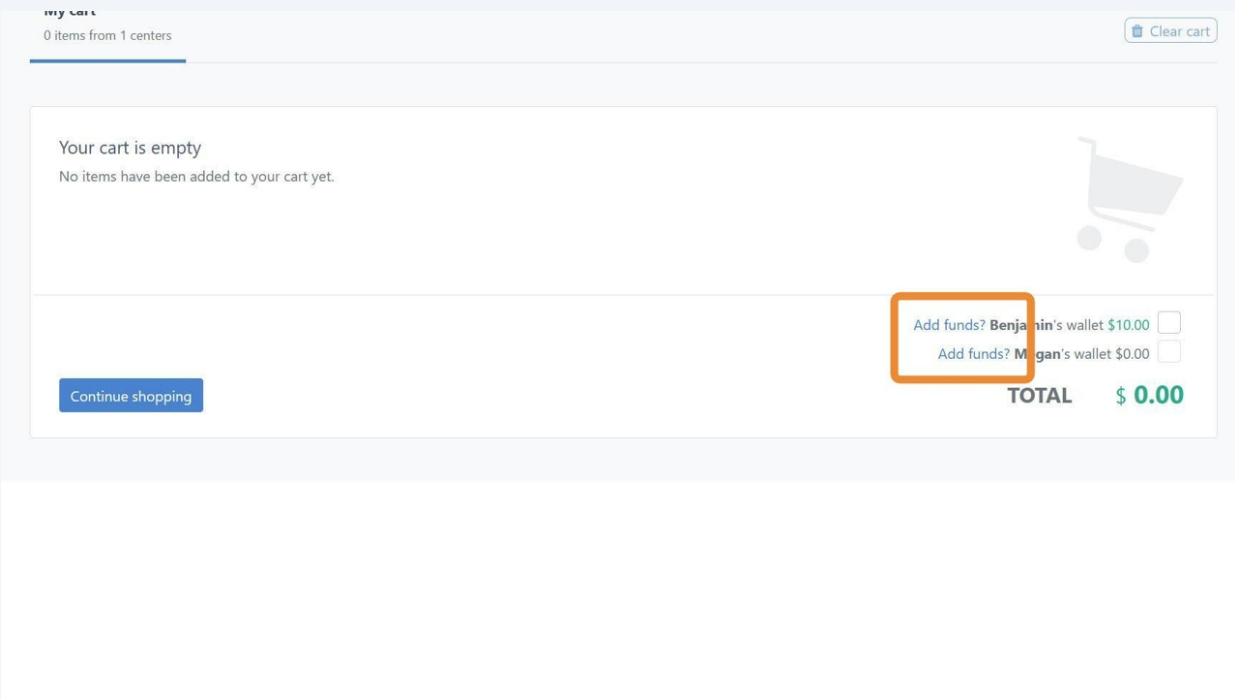 My cart
0 items from 1 centers
Clear cart
Your cart is empty
No items have been added to your cart yet.
Add funds? Benjamin's wallet $10.00
Add funds? Megan's wallet $0.00
Continue shopping
TOTAL $ 0.00